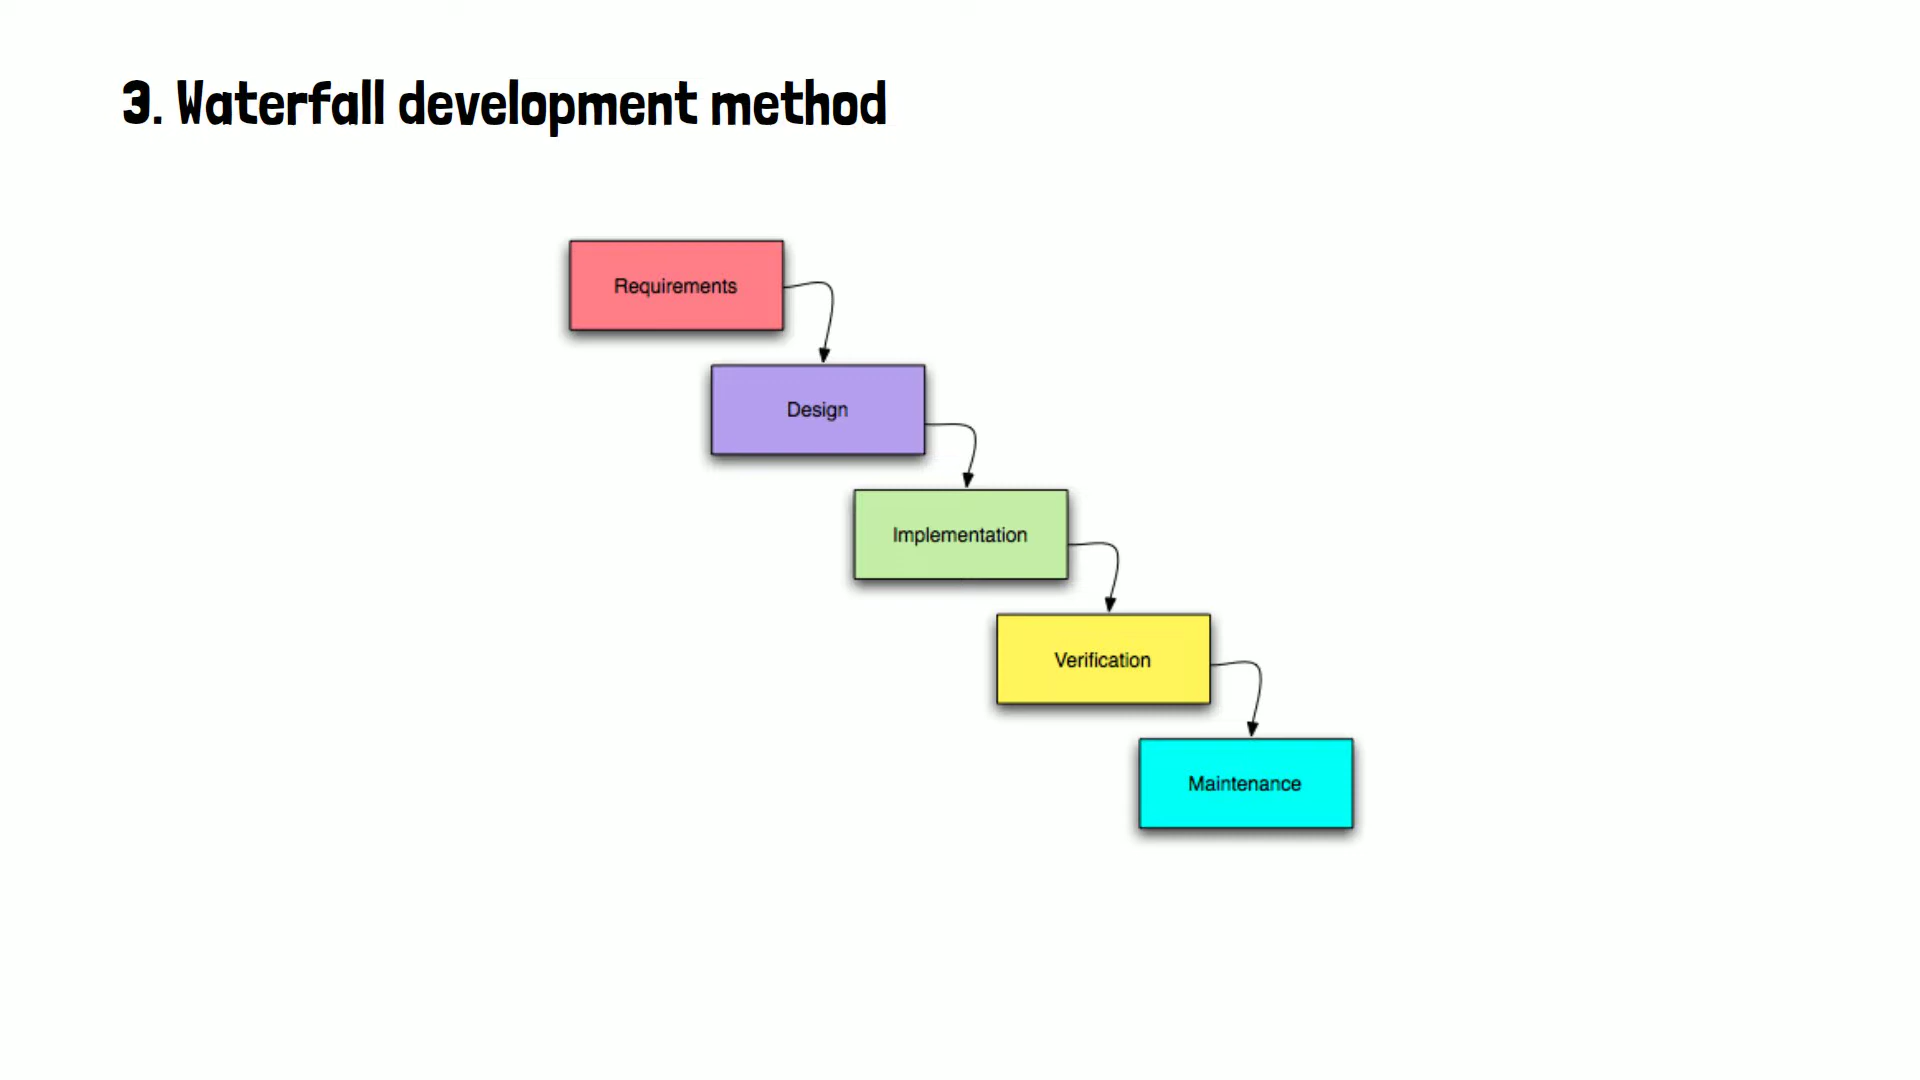 3. Waterfall development method
Requirements
Design
Implementation
Verification
Maintenance